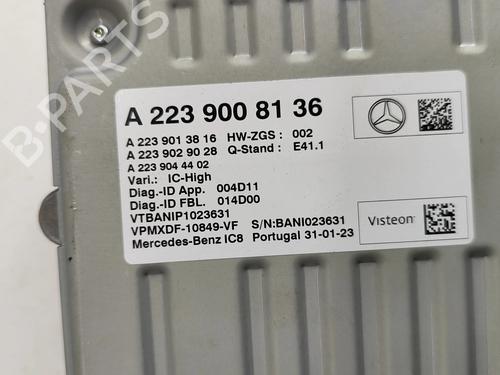 B-PARTS
A 223 900 81 36
A 223 901 38 16 HW-ZGS : 002
A 223 902 90 28 Q-Stand : E41.1
A 223 904 44 02
Vari.: IC-High
Diag.-ID App. 004D11
Diag.-ID FBL. 014D00
VTBANIP1023631
VPMXDF-10849-VF S/N:BANI023631
Mercedes-Benz IC8 Portugal 31-01-23
Visteon